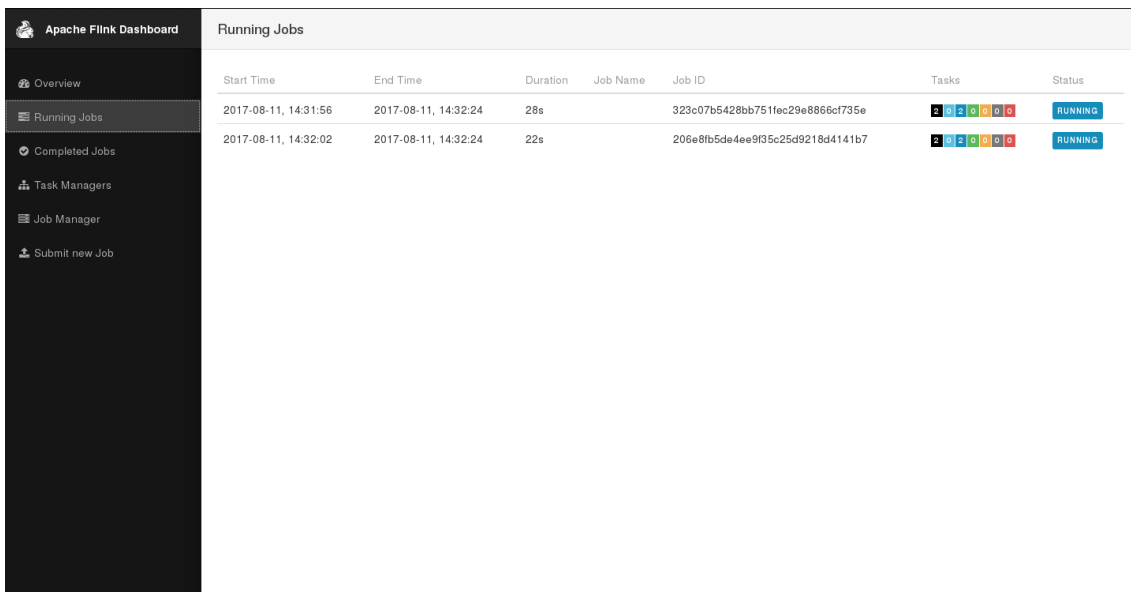 Apache Flink Dashboard
Running Jobs
Overview
Running Jobs
Completed Jobs
Task Managers
Job Manager
Submit new Job
Start Time End Time Duration Job Name Job ID Tasks Status
2017-08-11, 14:31:56 2017-08-11, 14:32:24 28s 323c07b5428bb751fec29e8866cf735e 2 0 2 0 0 0 0 RUNNING
2017-08-11, 14:32:02 2017-08-11, 14:32:24 22s 206e8fb5de4ee9f35c25d9218d4141b7 2 0 2 0 0 0 0 RUNNING